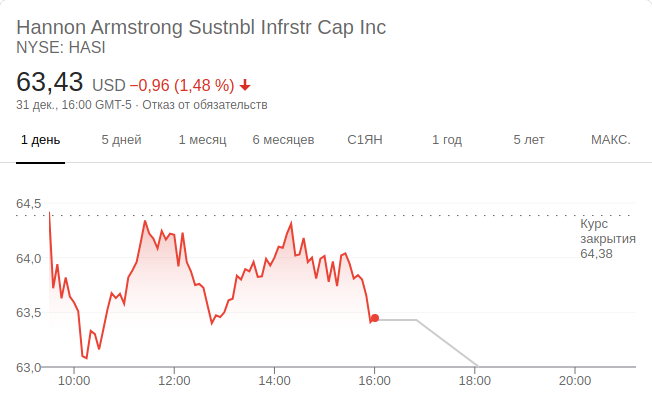 Hannon Armstrong Sustnbl Infrstr Cap Inc
NYSE: HASI
63,43 USD −0,96 (1,48 %)
31 дек., 16:00 GMT-5 · Отказ от обязательств
1 день 5 дней 1 месяц 6 месяцев С1ЯН 1 год 5 лет МАКС.
64,5
Курс
закрытия
64,38
64,0
63,5
63,0
10:00 12:00 14:00 16:00 18:00 20:00